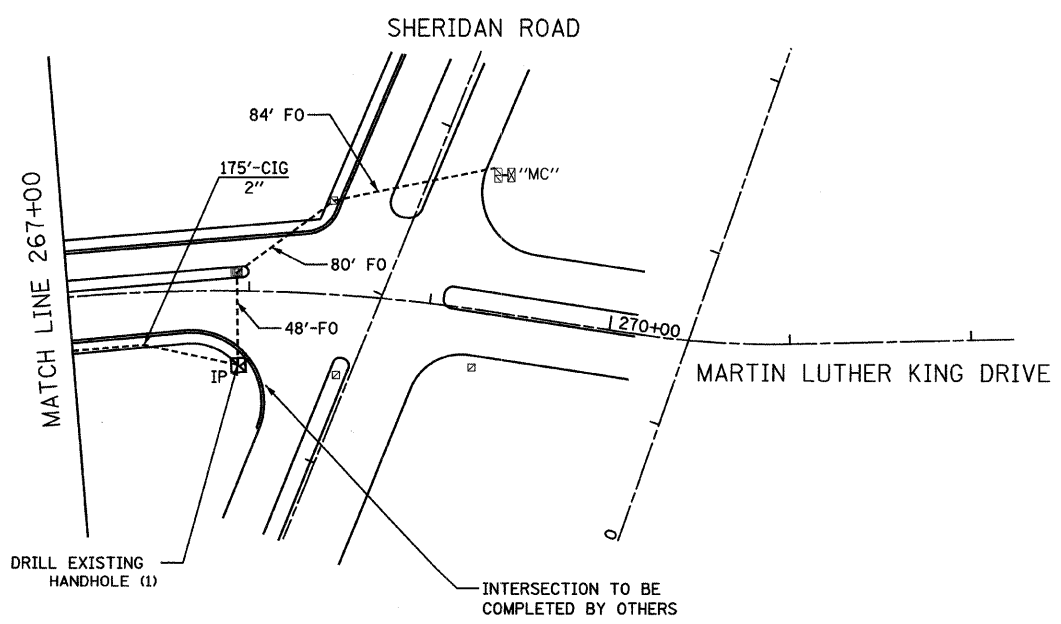 SHERIDAN ROAD
84' FO
175'-CIG
2"
"MC"
MATCH LINE 267+00
80' FO
48'-FO
270+00
IP
MARTIN LUTHER KING DRIVE
0
DRILL EXISTING
HANDHOLE (1)
INTERSECTION TO BE
COMPLETED BY OTHERS